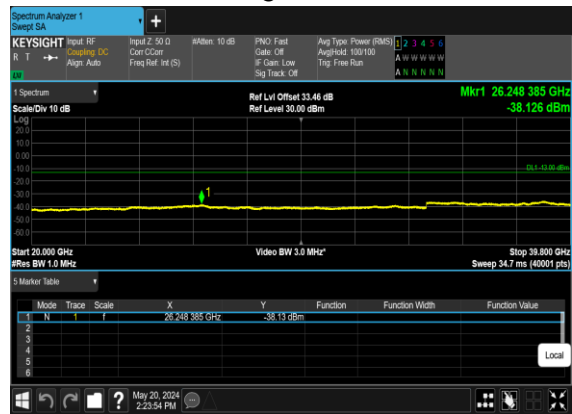 Spectrum Analyzer 1
Swept SA
KEYSIGHT Input: RF Input Z: 50 Ω #Atten: 10 dB PNO: Fast Avg Type: Power (RMS) 1 2 3 4 5 6
R T Coupling: DC Corr CCorr Gate: Off Avg|Hold: 100/100 A W W W W W
Align: Auto Freq Ref: Int (S) IF Gain: Low Trig: Free Run
Sig Track: Off A N N N N N
LXI
1 Spectrum Ref Lvl Offset 33.46 dB Mkr1 26.248 385 GHz
Scale/Div 10 dB Ref Level 30.00 dBm -38.126 dBm
Log
20.0
10.0
0.00
-10.0 DL1 -13.00 dBm
-20.0
-30.0
1
-40.0
-50.0
-60.0
Start 20.000 GHz Video BW 3.0 MHz* Stop 39.800 GHz
#Res BW 1.0 MHz Sweep 34.7 ms (40001 pts)
5 Marker Table
Mode Trace Scale X Y Function Function Width Function Value
1 N 1 f 26.248 385 GHz -38.13 dBm
2
3
4
5
6
Local
May 20, 2024
2:23:54 PM